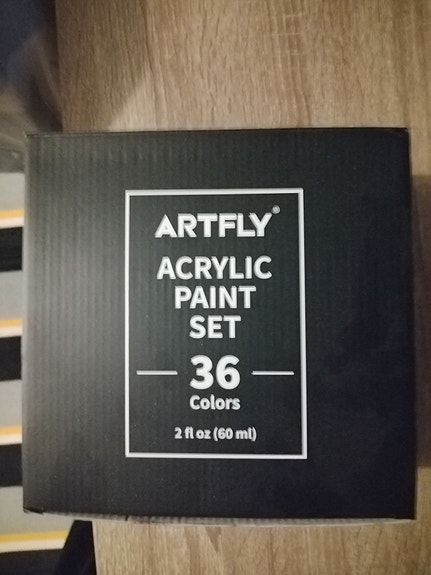 ARTFLY®
ACRYLIC
PAINT
SET
36
Colors
2 fl oz (60 ml)